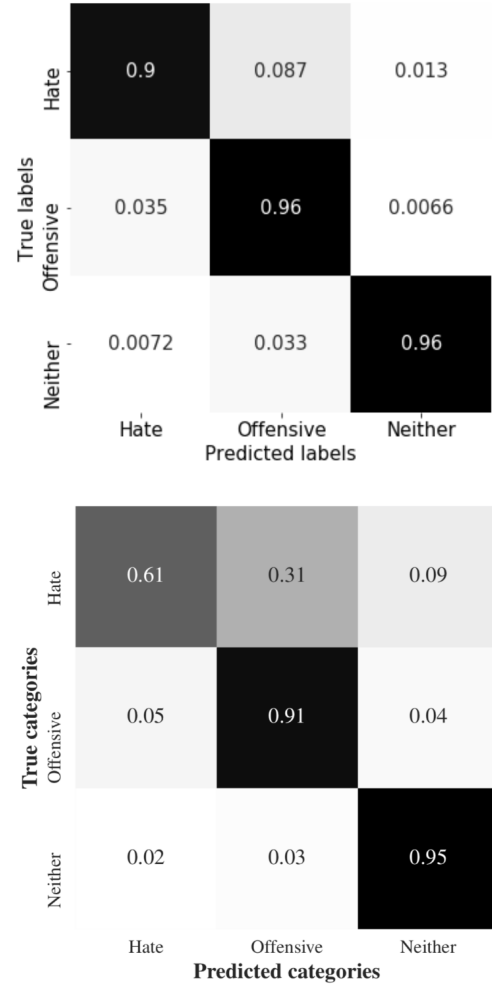 Hate 0.9 0.087 0.013
True labels
Offensive 0.035 0.96 0.0066
Neither 0.0072 0.033 0.96
Hate Offensive Neither
Predicted labels
Hate 0.61 0.31 0.09
True categories
Offensive 0.05 0.91 0.04
Neither 0.02 0.03 0.95
Hate Offensive Neither
Predicted categories